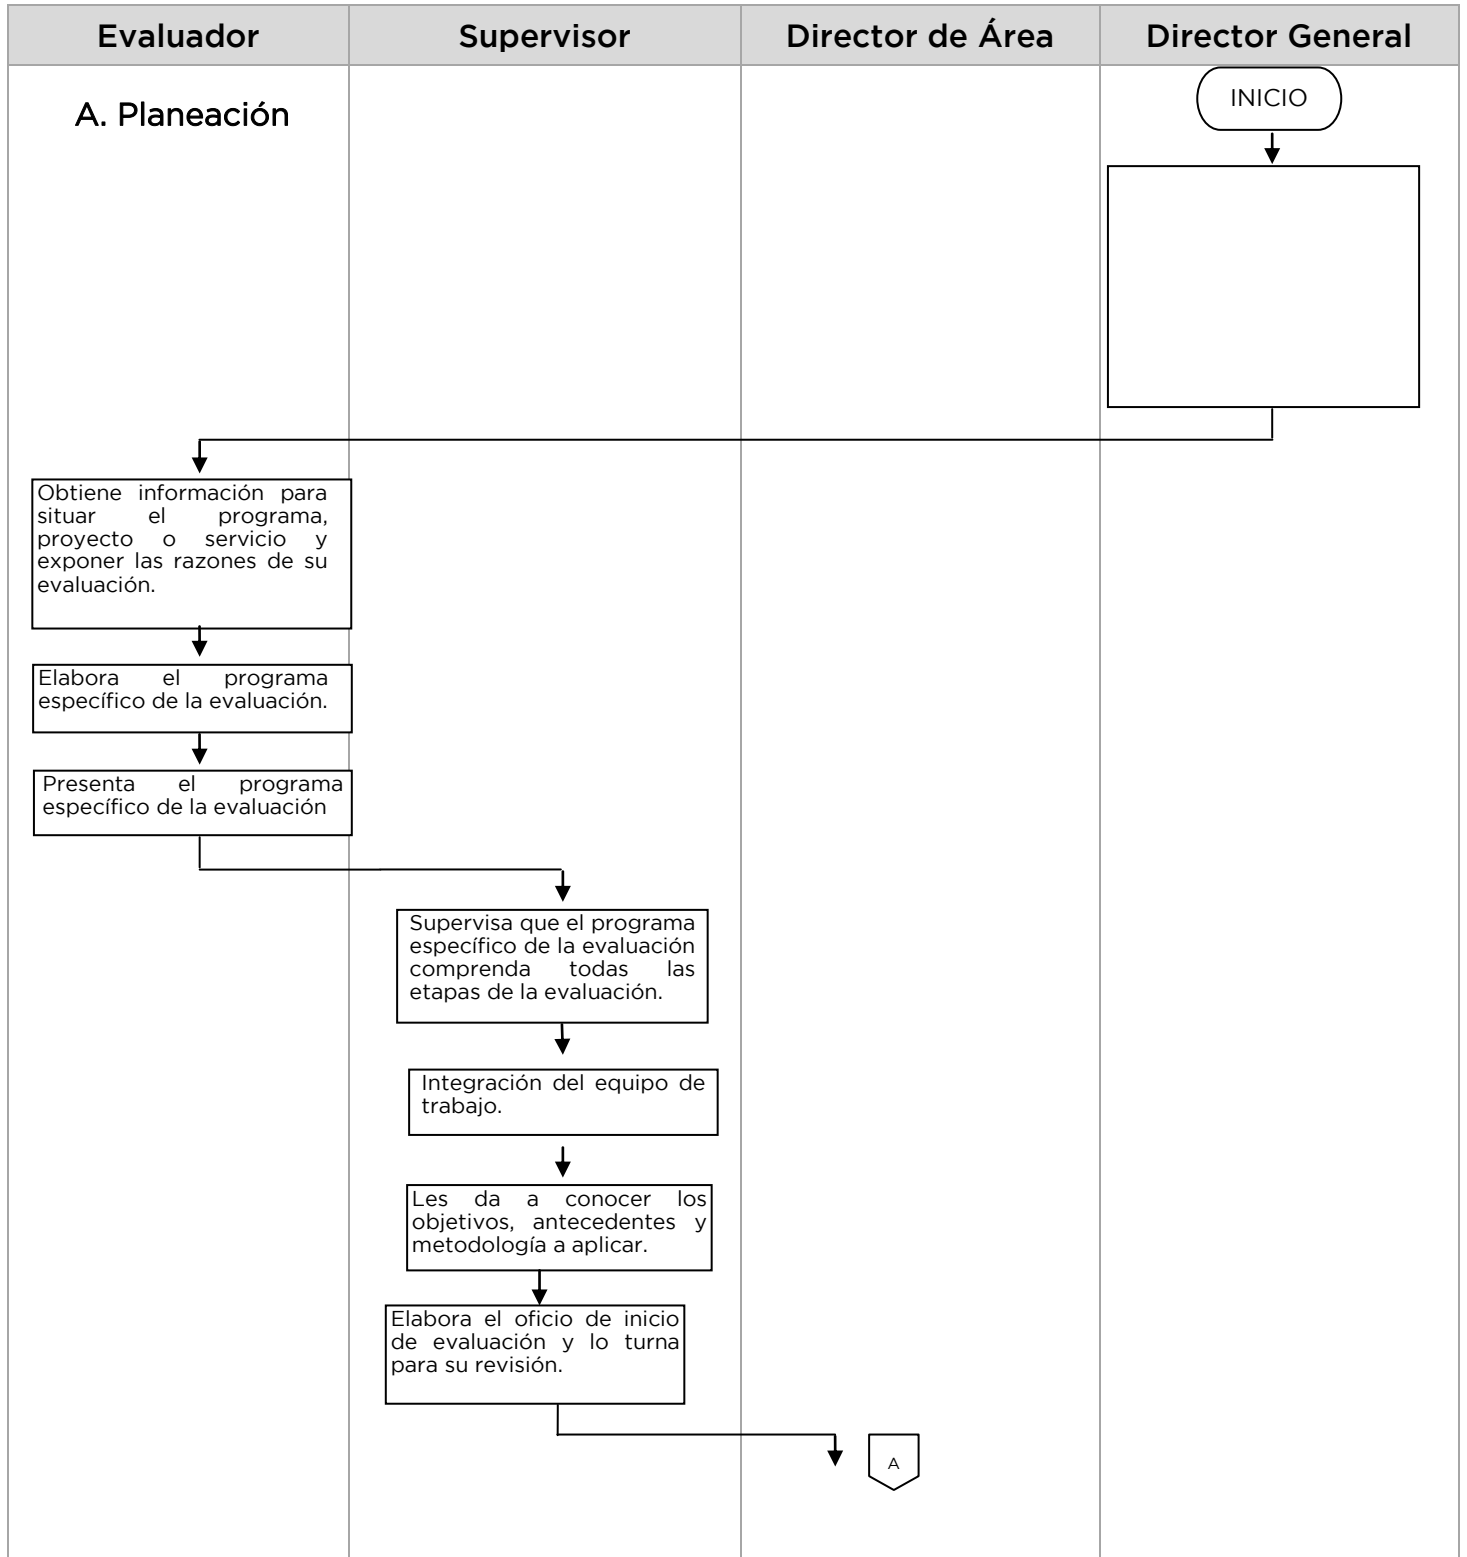 Evaluador
Supervisor
Director de Área
Director General
A. Planeación
INICIO
Obtiene información para
situar el programa,
proyecto o servicio y
exponer las razones de su
evaluación.
Elabora el programa
específico de la evaluación.
Presenta el programa
específico de la evaluación
Supervisa que el programa
específico de la evaluación
comprenda todas las
etapas de la evaluación.
Integración del equipo de
trabajo.
Les da a conocer los
objetivos, antecedentes y
metodología a aplicar.
Elabora el oficio de inicio
de evaluación y lo turna
para su revisión.
A